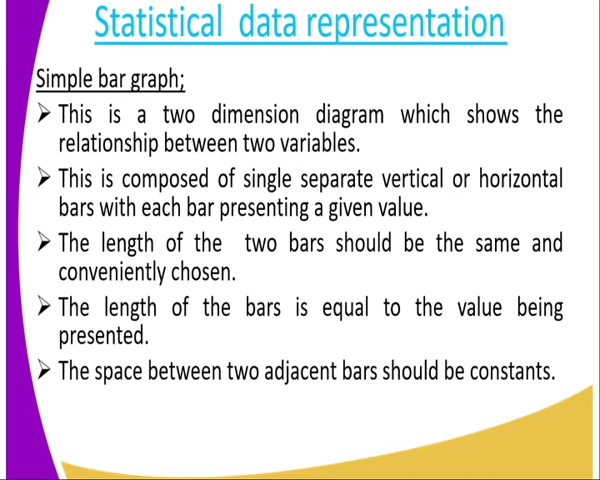 Statistical data representation
Simple bar graph;
➢ This is a two dimension diagram which shows the
relationship between two variables.
➢ This is composed of single separate vertical or horizontal
bars with each bar presenting a given value.
➢ The length of the two bars should be the same and
conveniently chosen.
➢ The length of the bars is equal to the value being
presented.
➢ The space between two adjacent bars should be constants.